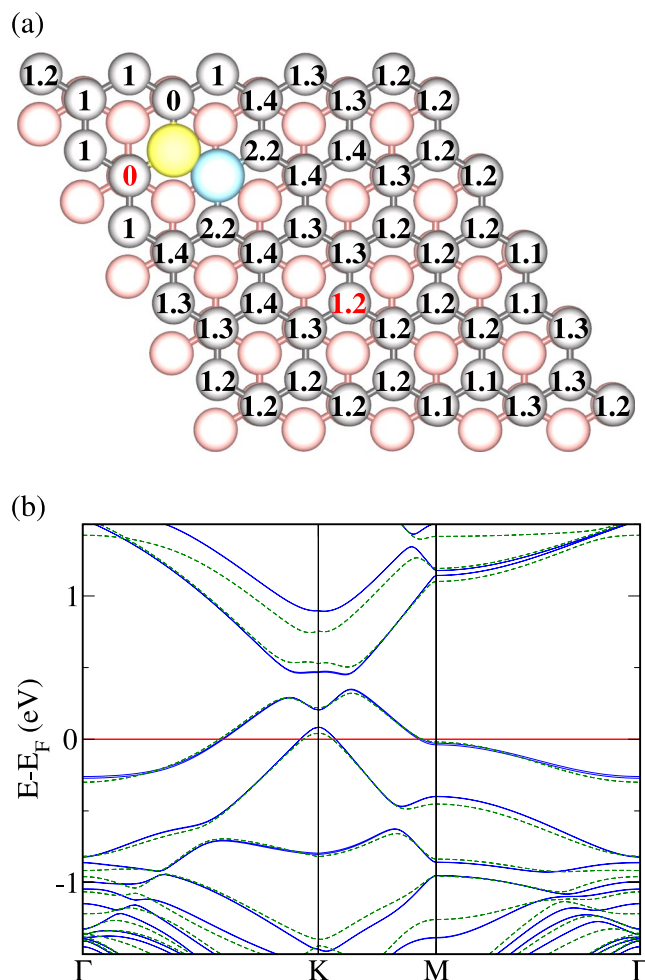 (a)
1.2 1 1 1.3 1.2
1 0 1.4 1.3 1.2
1 2.2 1.4 1.2
0 1.4 1.3 1.2
1 2.2 1.3 1.2 1.2
1.4 1.4 1.3 1.2 1.1
1.3 1.4 1.2 1.2 1.1
1.3 1.3 1.2 1.2 1.3
1.2 1.2 1.2 1.1 1.3
1.2 1.2 1.1 1.3 1.2
(b)
1
0
-1
E-E_F (eV)
Γ K M Γ